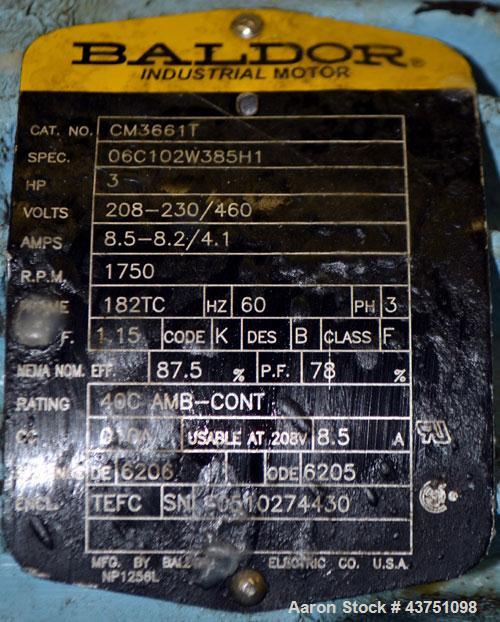 BALDOR®
INDUSTRIAL MOTOR
CAT. NO. CM3661T
SPEC. 06C102W385H1
HP 3
VOLTS 208-230/460
AMPS 8.5-8.2/4.1
R.P.M. 1750
182TC HZ 60 PH 3
F. 1.15 CODE K DES B CLASS F
NEMA NOM. EFF. 87.5 % P.F. 78 %
RATING 40C AMB-CONT
USABLE AT 208V 8.5 A
DE 6206 ODE 6205
ENCL. TEFC SN
MFG. BY ELECTRIC CO. U.S.A.
NP1256L
Aaron Stock # 43751098